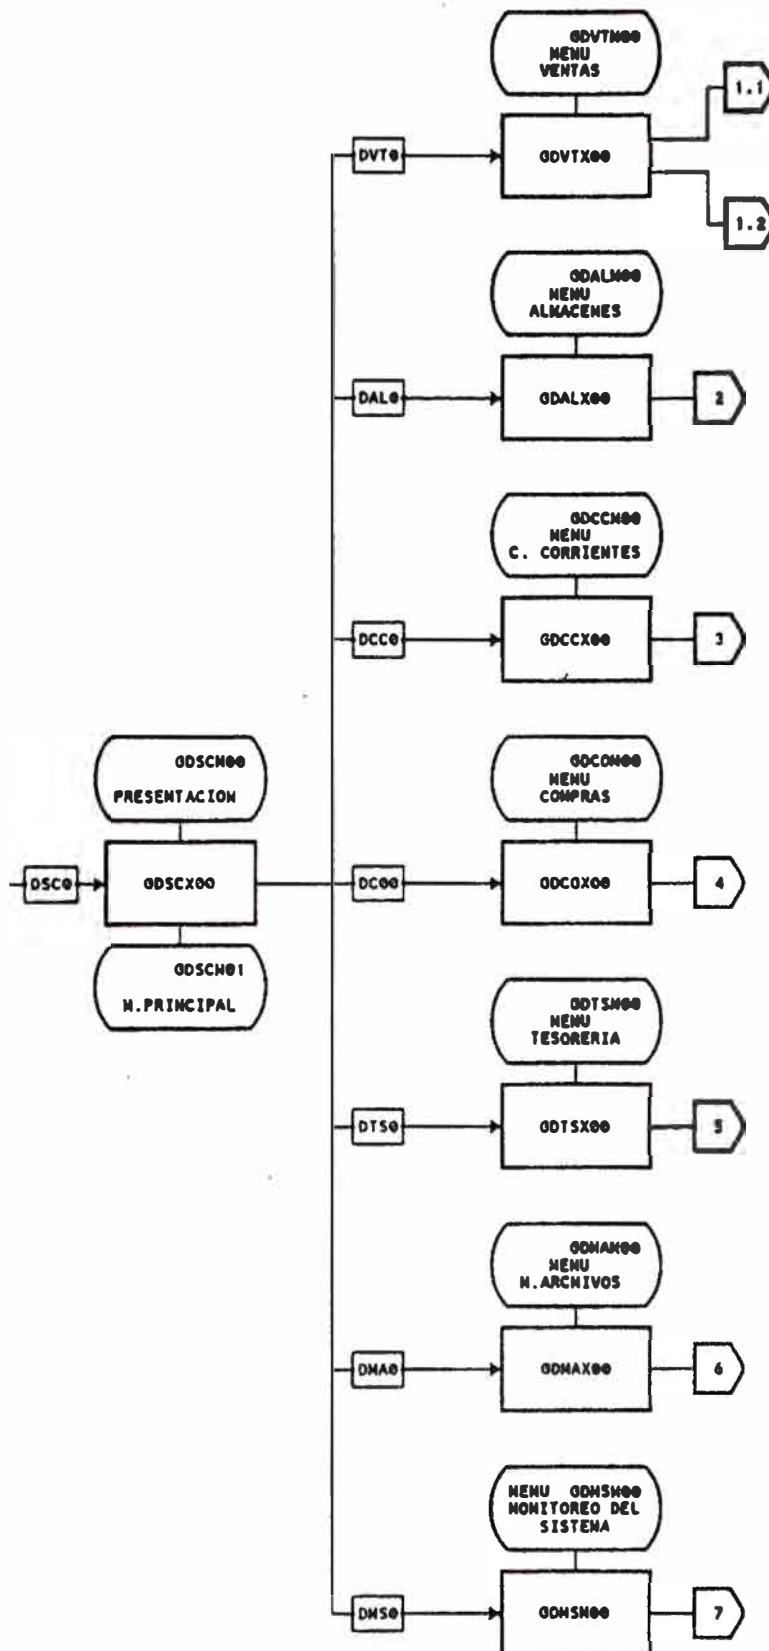 GDVTM00
MENU
VENTAS
1.1
DVT0
GDVTX00
1.2
GDALM00
MENU
ALMACENES
DAL0
GDALX00
2
GDCCM00
MENU
C. CORRIENTES
DCC0
GDCCX00
3
GDSCM00
PRESENTACION
GDCOM00
MENU
COMPRAS
DSC0
GDSCX00
DCO0
GDCOX00
4
GDSCM01
M.PRINCIPAL
GDTSM00
MENU
TESORERIA
DTS0
GDTSX00
5
GDMAM00
MENU
M.ARCHIVOS
DMA0
GDMAX00
6
MENU GDMSM00
MONITOREO DEL
SISTEMA
DMS0
GDMSM00
7